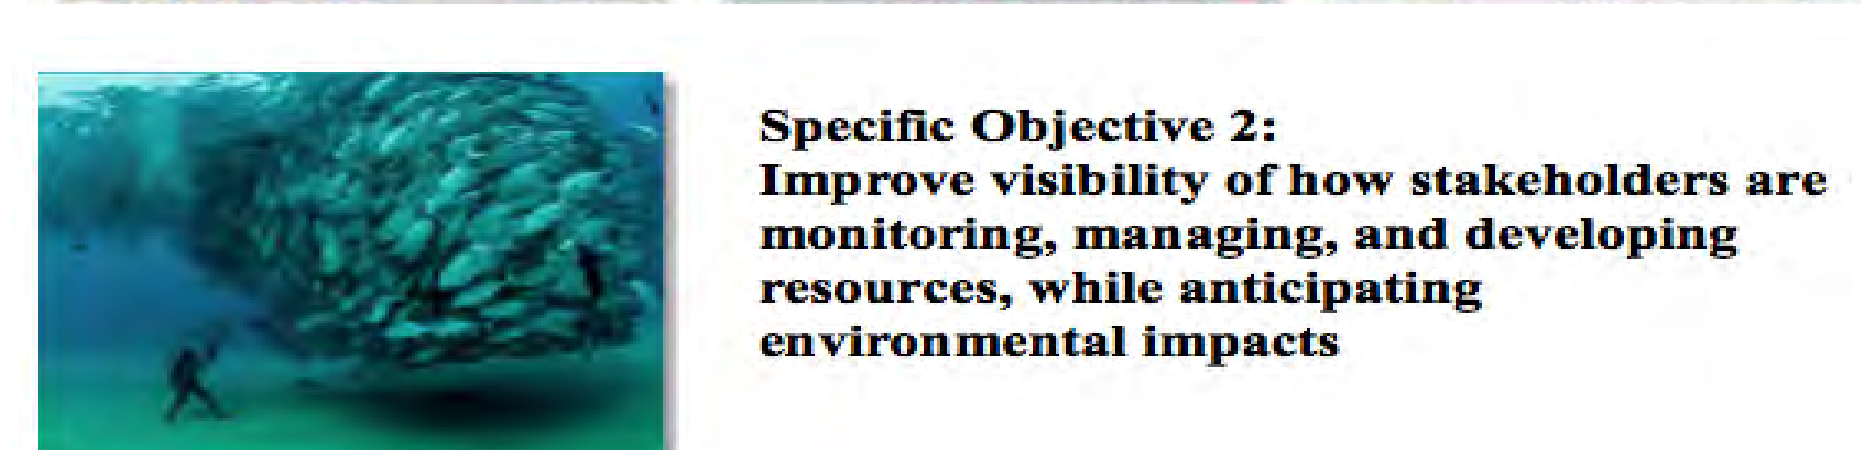 Specific Objective 2:
Improve visibility of how stakeholders are
monitoring, managing, and developing
resources, while anticipating
environmental impacts